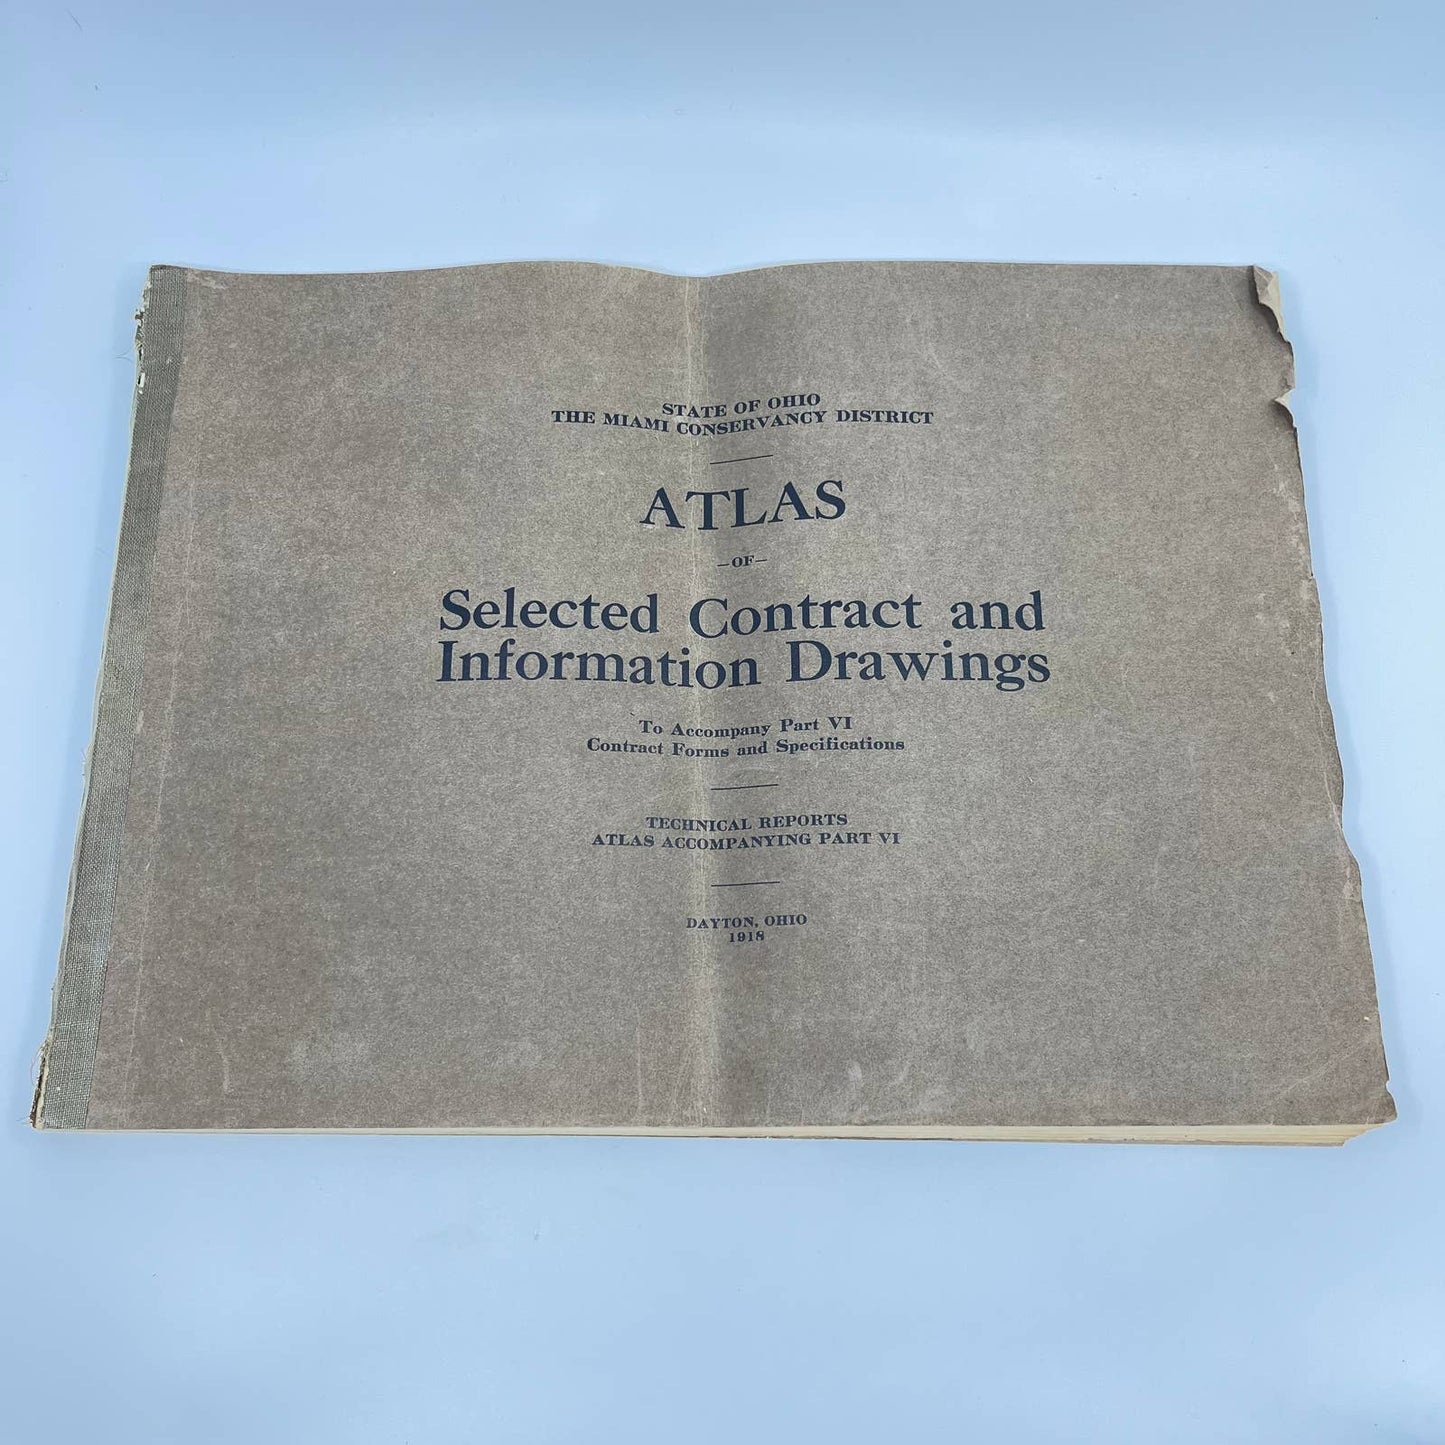 STATE OF OHIO
THE MIAMI CONSERVANCY DISTRICT
ATLAS
—OF—
Selected Contract and
Information Drawings
To Accompany Part VI
Contract Forms and Specifications
TECHNICAL REPORTS
ATLAS ACCOMPANYING PART VI
DAYTON, OHIO
1918